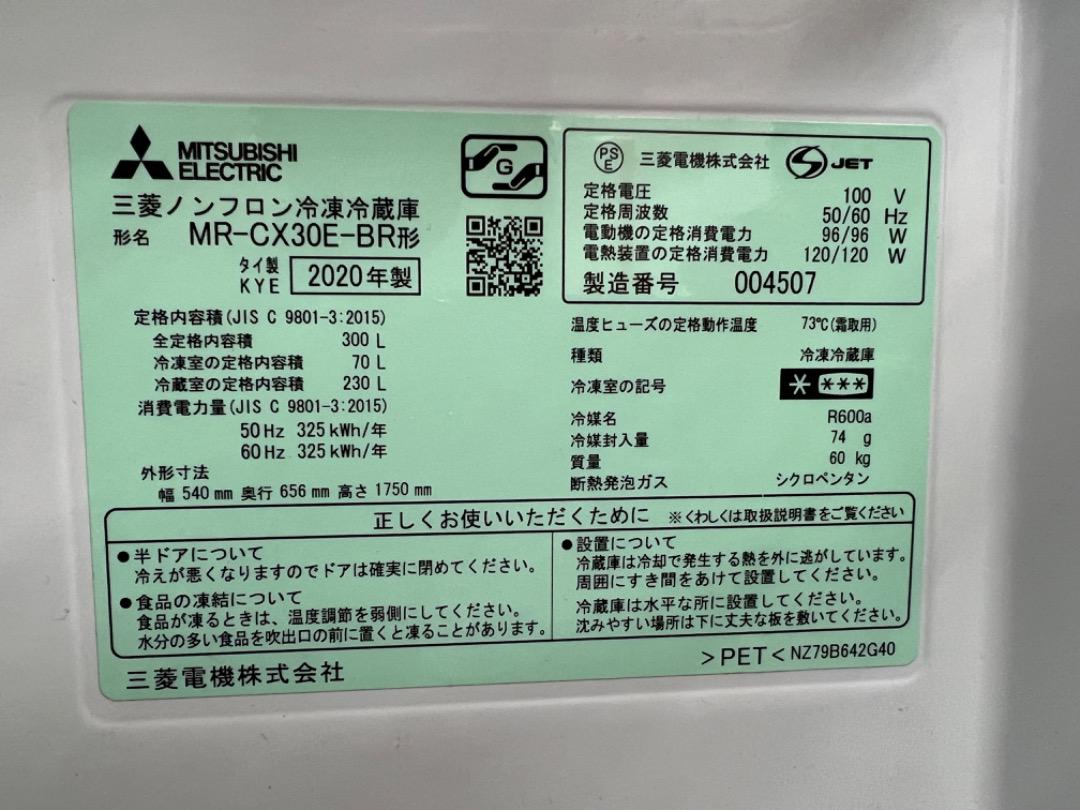 MITSUBISHI
ELECTRIC
三菱ノンフロン冷凍冷蔵庫
形名 MR-CX30E-BR形
タイ製
KYE 2020年製
G
定格内容積(JIS C 9801-3:2015)
全定格内容積 300 L
冷凍室の定格内容積 70 L
冷蔵室の定格内容積 230 L
消費電力量(JIS C 9801-3:2015)
50Hz 325kWh/年
60Hz 325kWh/年
外形寸法
幅 540mm 奥行 656mm 高さ 1750mm
PSE 三菱電機株式会社 JET
定格電圧 100 V
定格周波数 50/60 Hz
電動機の定格消費電力 96/96 W
電熱装置の定格消費電力 120/120 W
製造番号 004507
温度ヒューズの定格動作温度 73℃(霜取用)
種類 冷凍冷蔵庫
冷凍室の記号 * ***
冷媒名 R600a
冷媒封入量 74 g
質量 60 kg
断熱発泡ガス シクロペンタン
正しくお使いいただくために ※くわしくは取扱説明書をご覧ください
●半ドアについて
冷えが悪くなりますのでドアは確実に閉めてください。
●食品の凍結について
食品が凍るときは、温度調節を弱側にしてください。
水分の多い食品を吹出口の前に置くと凍ることがあります。
●設置について
冷蔵庫は冷却で発生する熱を外に逃がしています。
周囲にすき間をあけて設置してください。
冷蔵庫は水平な所に設置してください。
沈みやすい場所は下に丈夫な板を敷いてください。
三菱電機株式会社
>PET< NZ79B642G40